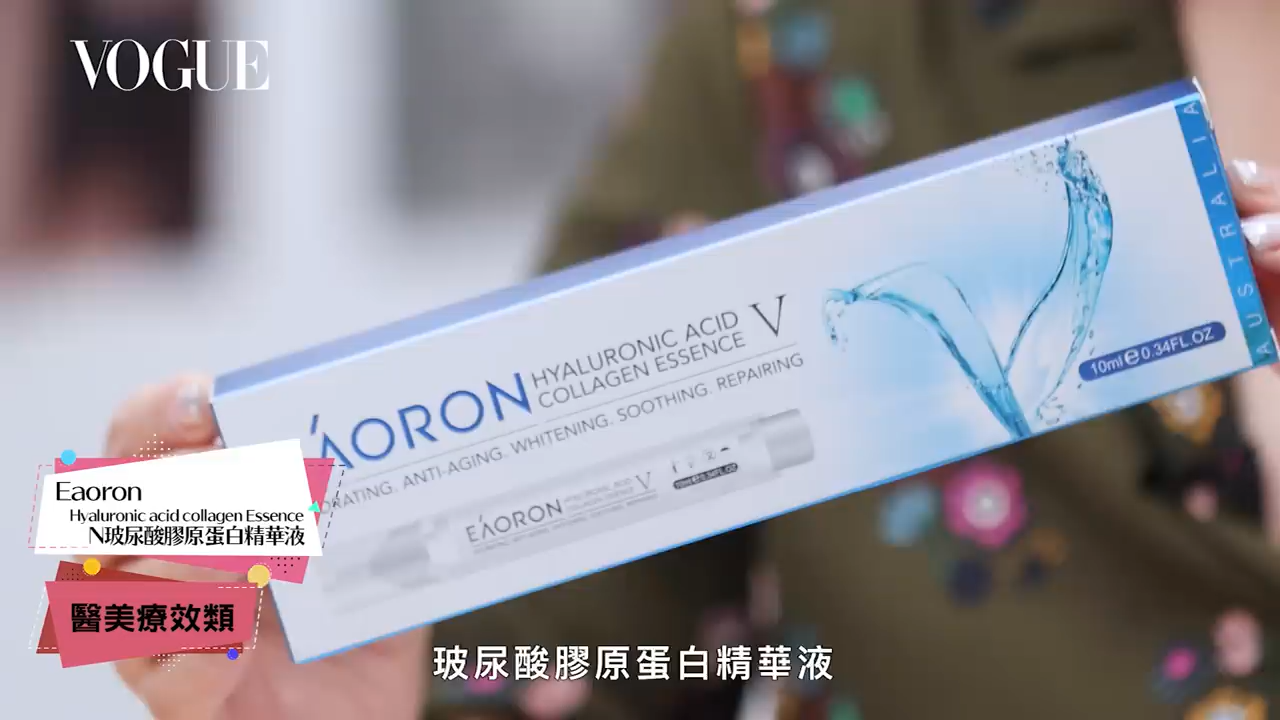 VOGUE
AUSTRALIA
HYALURONIC ACID
COLLAGEN ESSENCE V
EÁORON
ANTI-AGING. WHITENING. SOOTHING. REPAIRING
10ml e 0.34FL.OZ
EÁORON
V
Eaoron
Hyaluronic acid collagen Essence
N玻尿酸膠原蛋白精華液
醫美療效類
玻尿酸膠原蛋白精華液